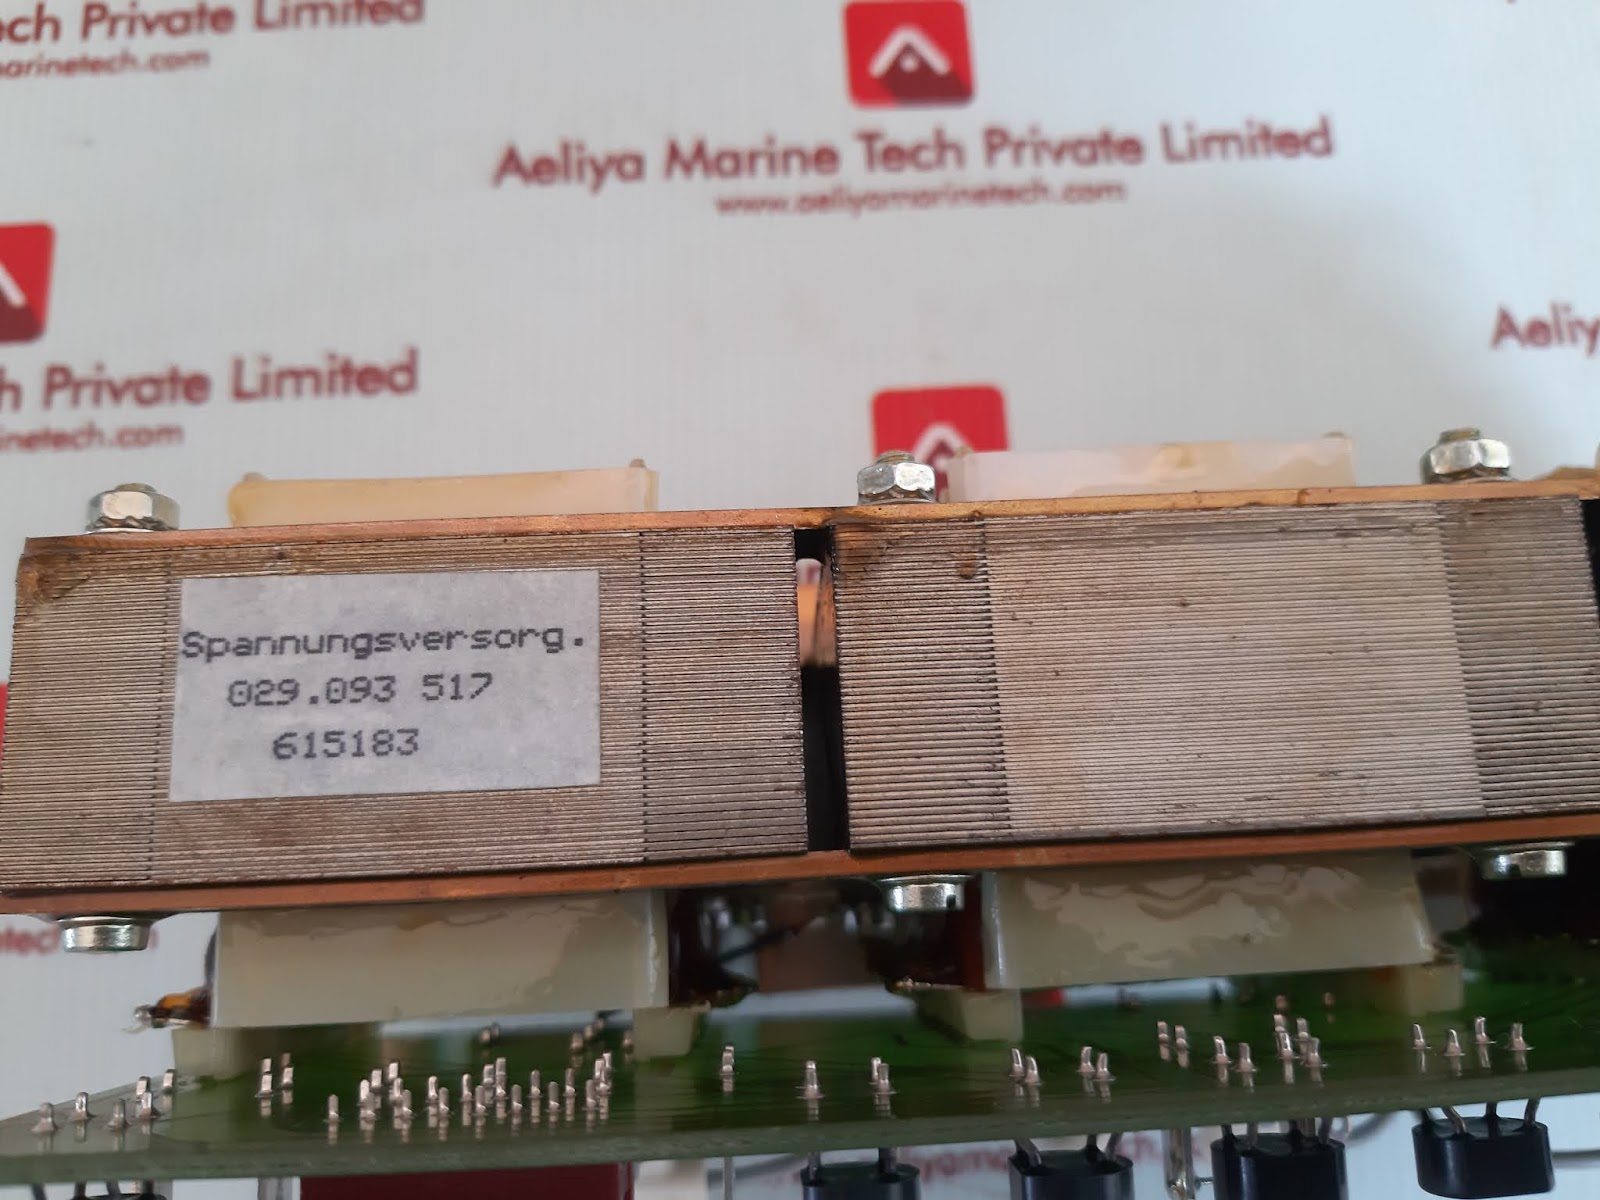 ech Private Limited
marinetech.com
Aeliya Marine Tech Private Limited
www.aeliyamarinetech.com
Aeliy
h Private Limited
inetech.com
Spannungsversorg.
029.093 517
615183